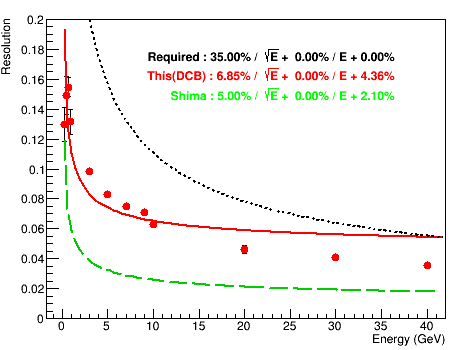 Resolution
Required : 35.00% / √E + 0.00% / E + 0.00%
This(DCB) : 6.85% / √E + 0.00% / E + 4.36%
Shima : 5.00% / √E + 0.00% / E + 2.10%
0.2
0.18
0.16
0.14
0.12
0.1
0.08
0.06
0.04
0.02
0
0 5 10 15 20 25 30 35 40
Energy (GeV)